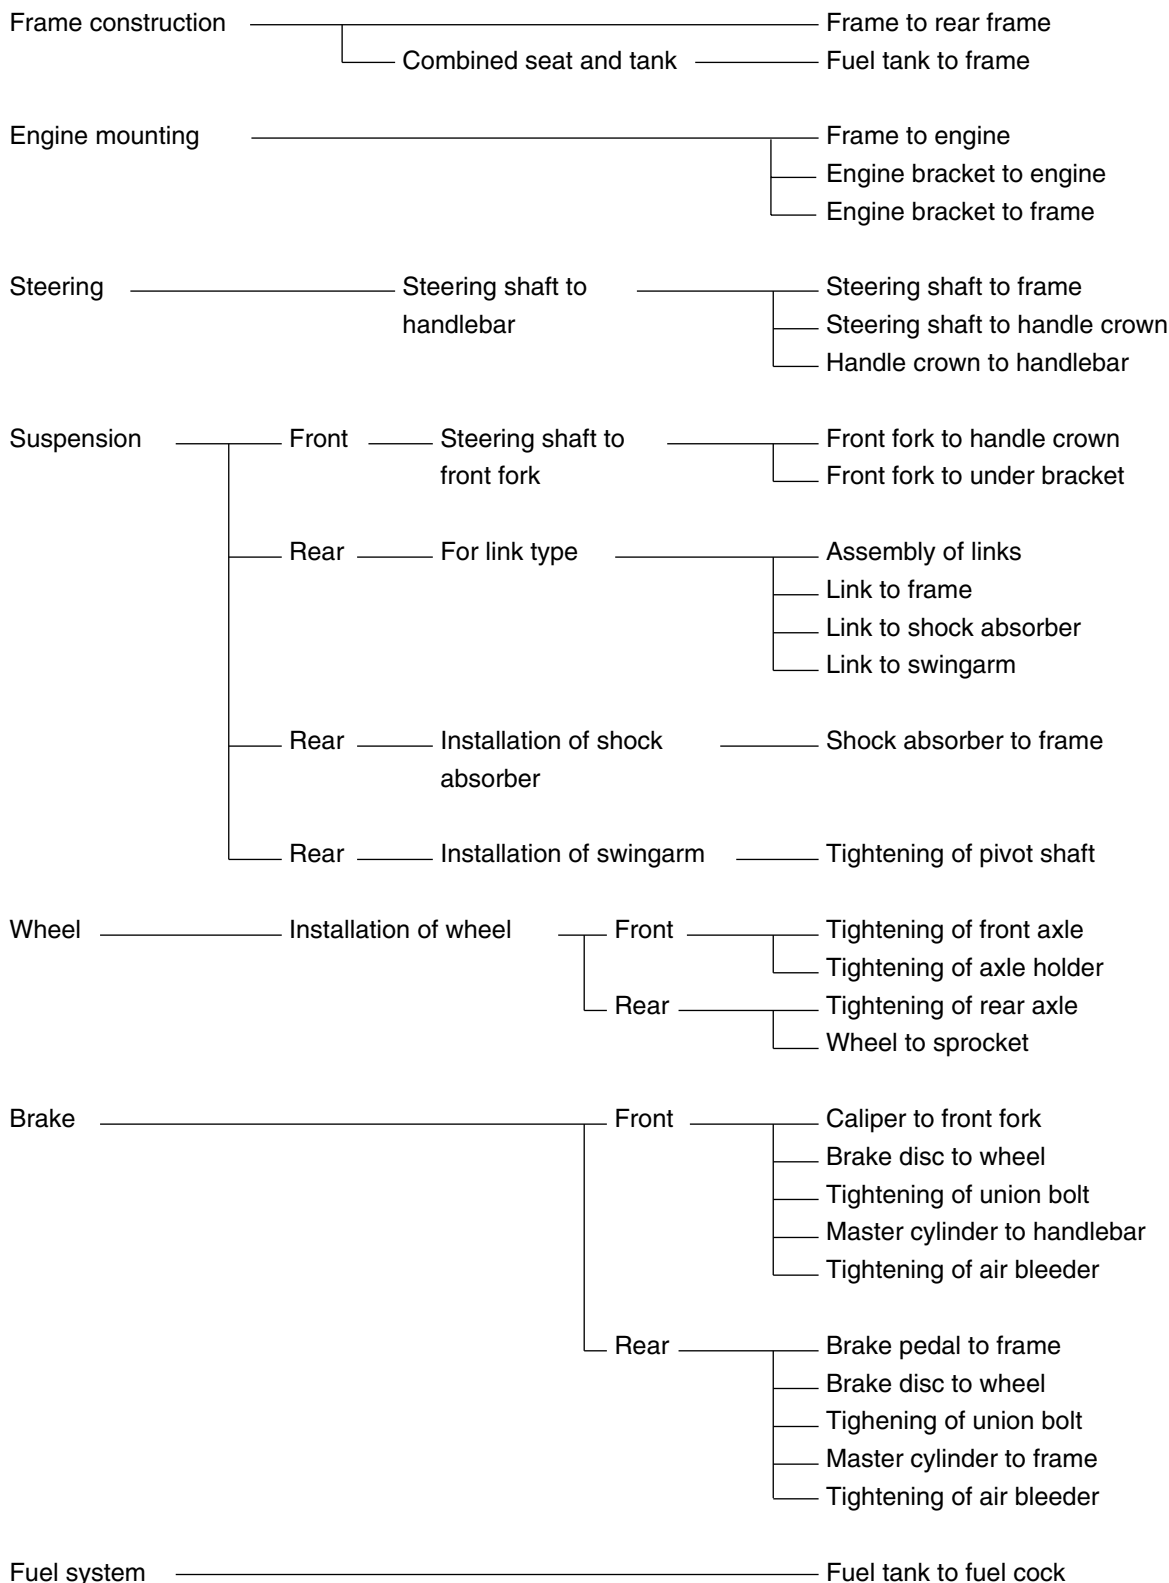 Frame construction Frame to rear frame
Combined seat and tank Fuel tank to frame
Engine mounting Frame to engine
Engine bracket to engine
Engine bracket to frame
Steering Steering shaft to Steering shaft to frame
handlebar Steering shaft to handle crown
Handle crown to handlebar
Suspension Front Steering shaft to Front fork to handle crown
front fork Front fork to under bracket
Rear For link type Assembly of links
Link to frame
Link to shock absorber
Link to swingarm
Rear Installation of shock Shock absorber to frame
absorber
Rear Installation of swingarm Tightening of pivot shaft
Wheel Installation of wheel Front Tightening of front axle
Tightening of axle holder
Rear Tightening of rear axle
Wheel to sprocket
Brake Front Caliper to front fork
Brake disc to wheel
Tightening of union bolt
Master cylinder to handlebar
Tightening of air bleeder
Rear Brake pedal to frame
Brake disc to wheel
Tighening of union bolt
Master cylinder to frame
Tightening of air bleeder
Fuel system Fuel tank to fuel cock